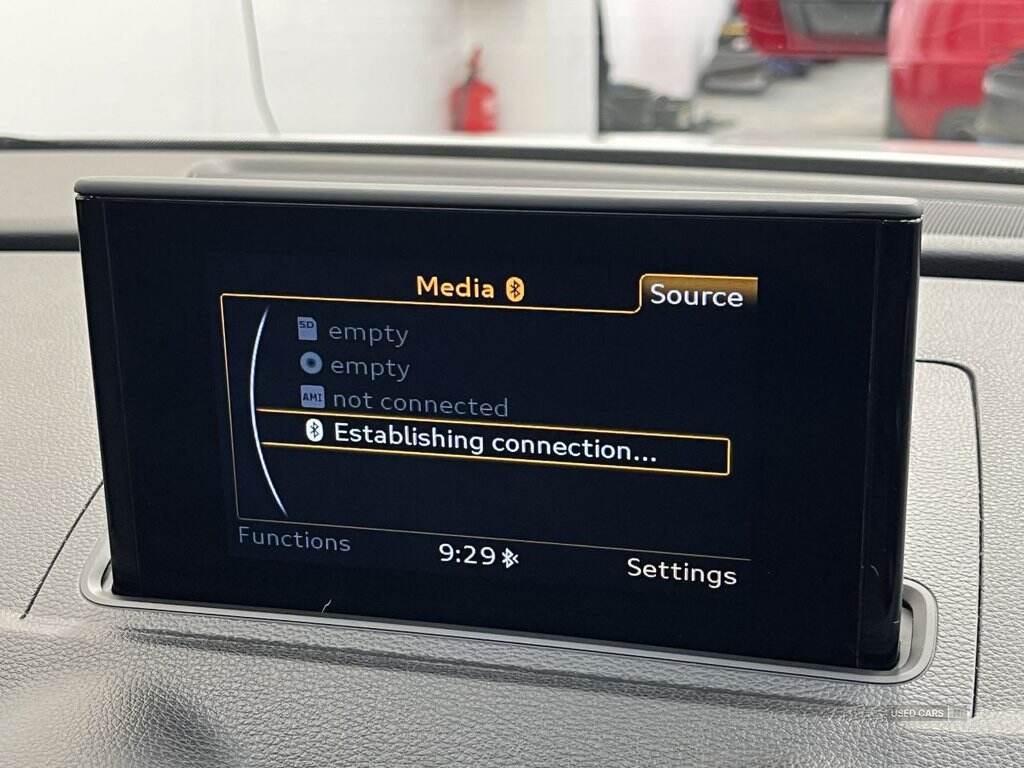 Media
Source
SD empty
empty
AMI not connected
Establishing connection...
Functions
9:29
Settings
USED CARS